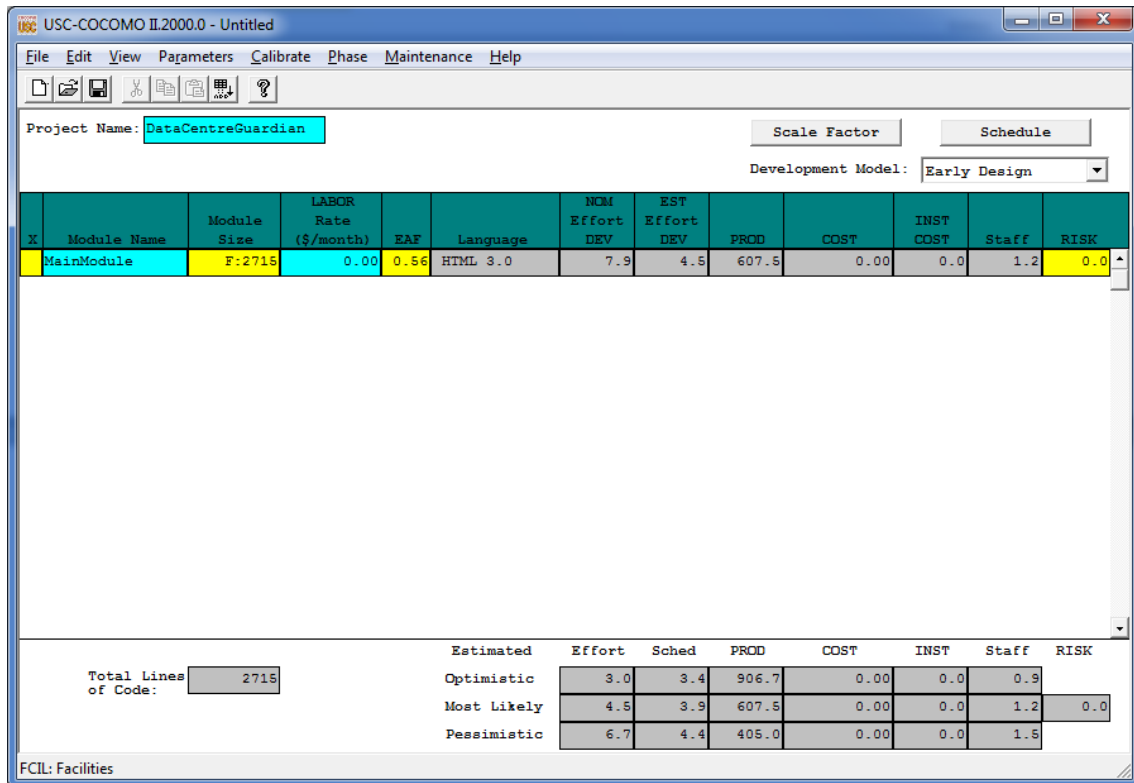 USC-COCOMO II.2000.0 - Untitled
File Edit View Parameters Calibrate Phase Maintenance Help
Project Name: DataCentreGuardian
Scale Factor Schedule
Development Model: Early Design
X Module Name Module Size LABOR Rate ($/month) EAF Language NOM Effort DEV EST Effort DEV PROD COST INST COST Staff RISK
MainModule F:2715 0.00 0.56 HTML 3.0 7.9 4.5 607.5 0.00 0.0 1.2 0.0
Estimated Effort Sched PROD COST INST Staff RISK
Total Lines of Code: 2715
Optimistic 3.0 3.4 906.7 0.00 0.0 0.9
Most Likely 4.5 3.9 607.5 0.00 0.0 1.2 0.0
Pessimistic 6.7 4.4 405.0 0.00 0.0 1.5
FCIL: Facilities